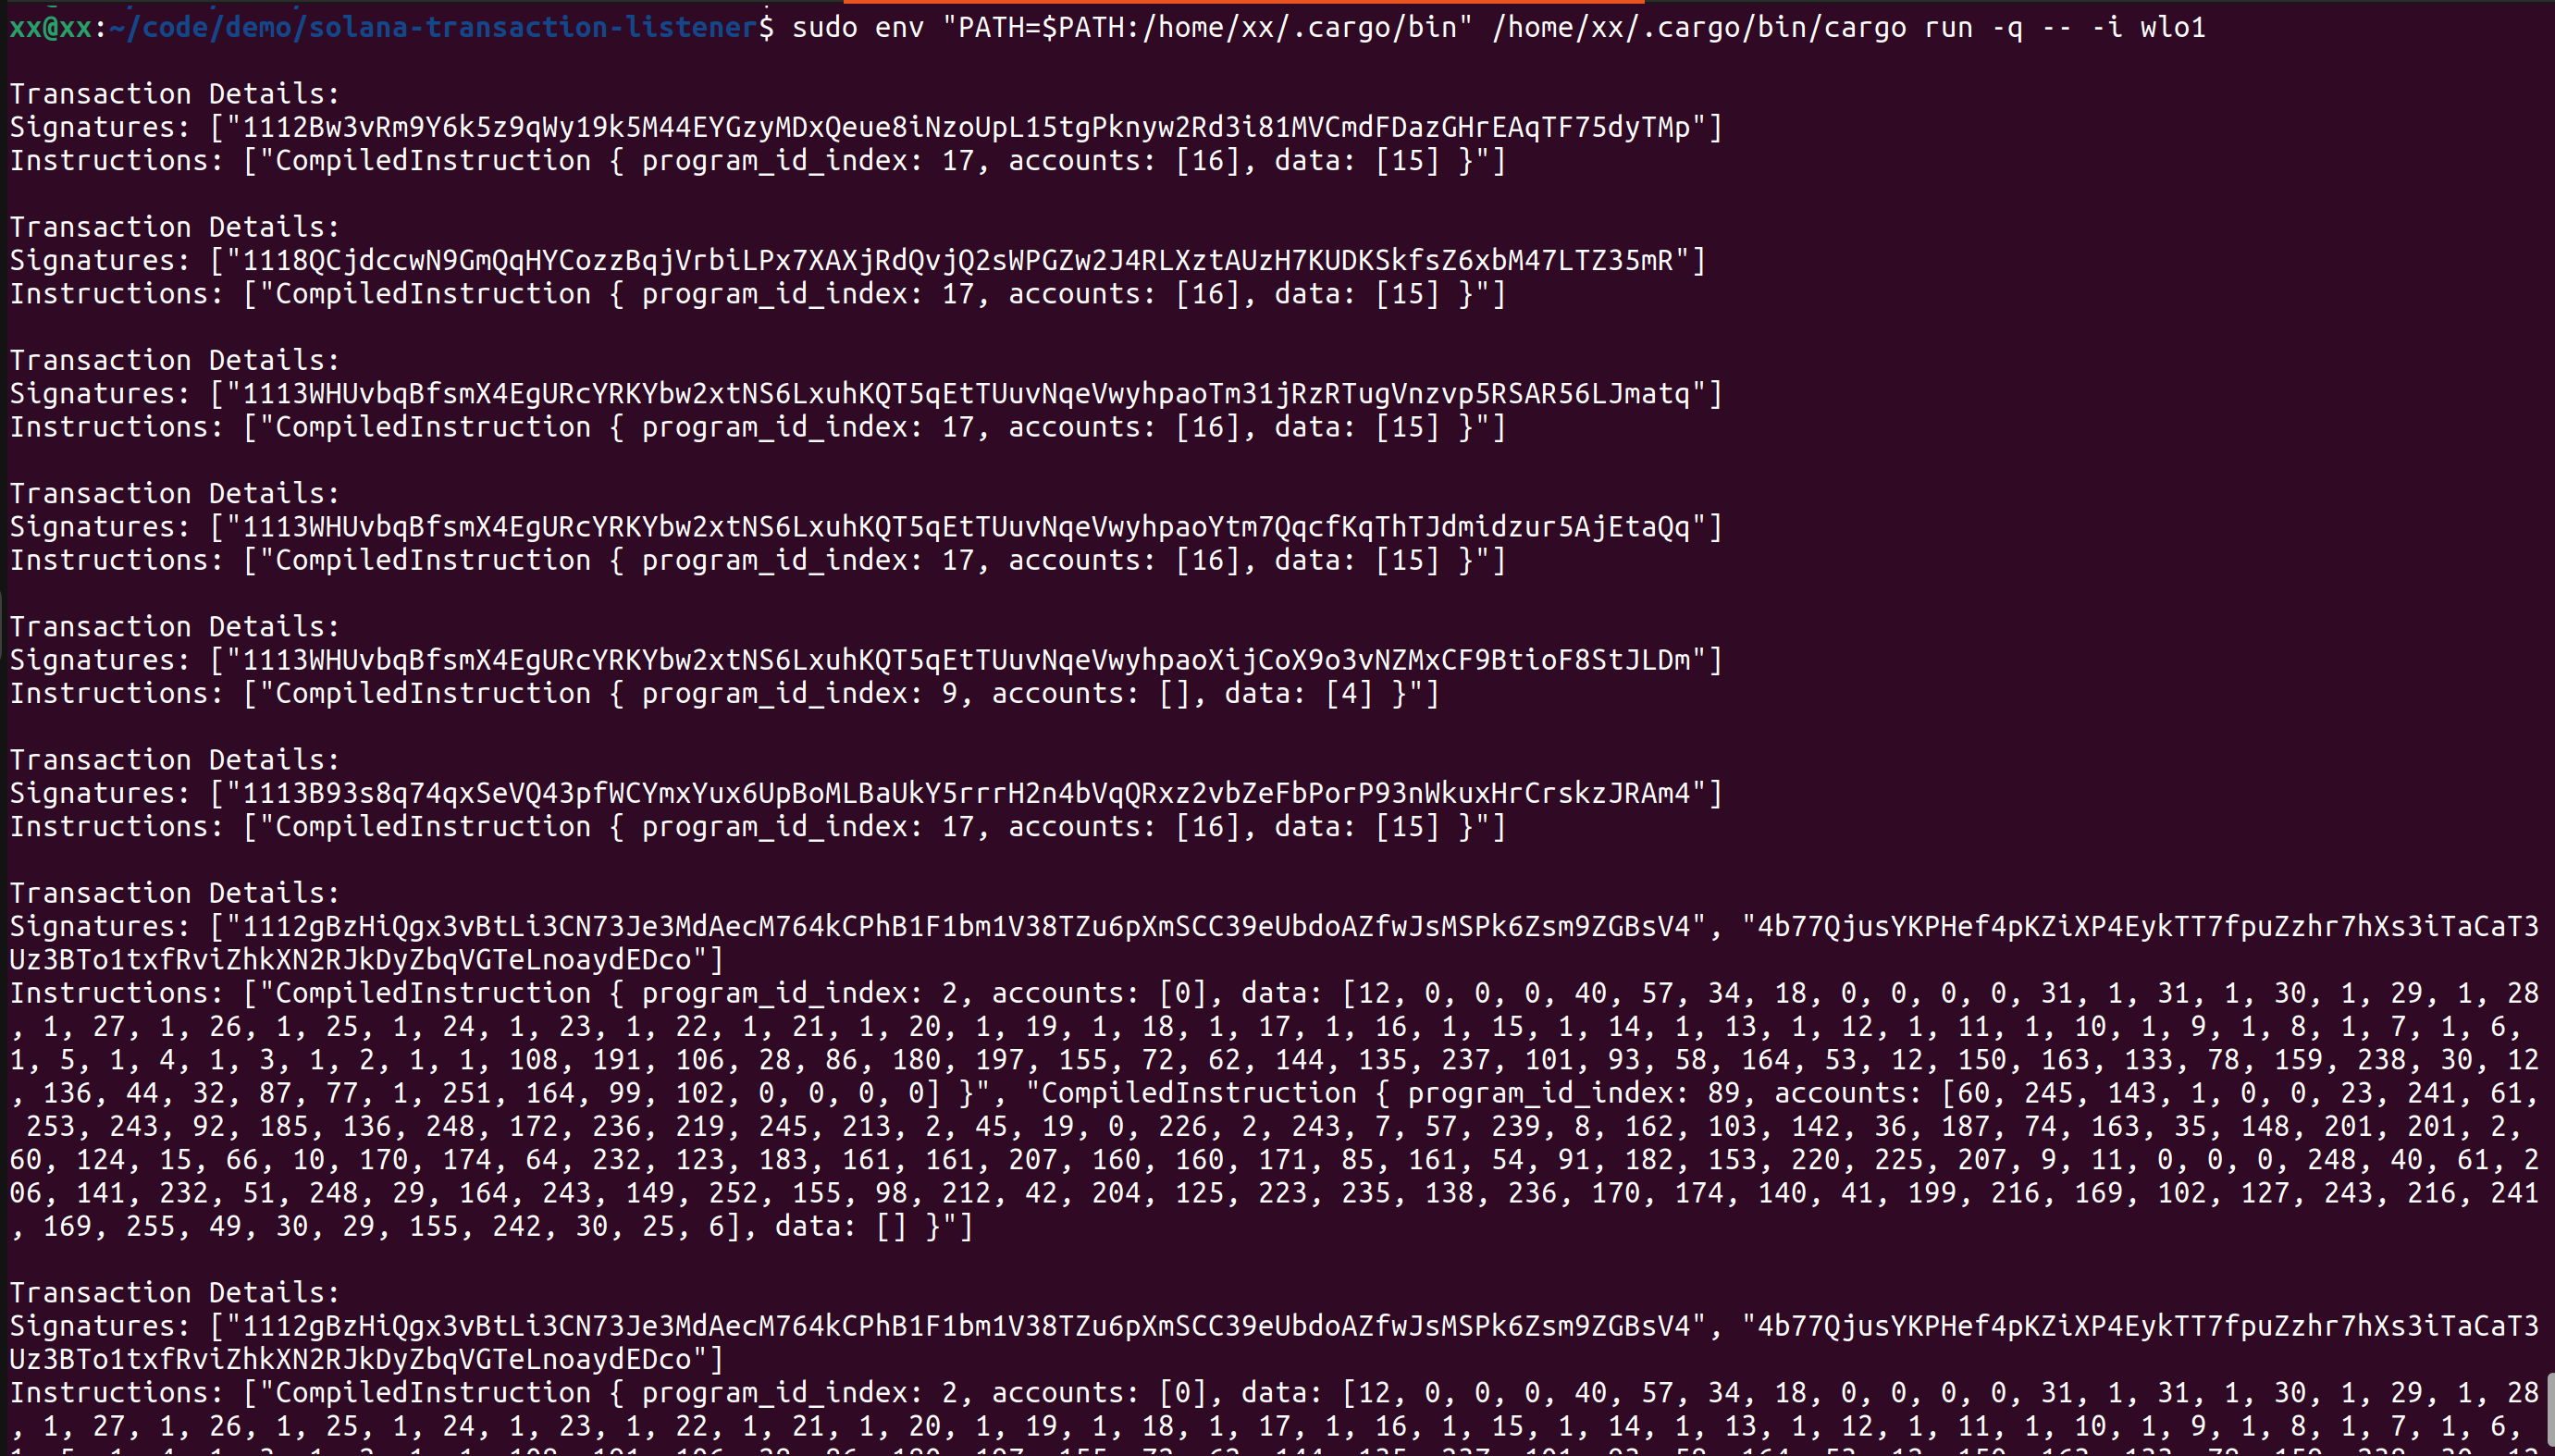 xx@xx:~/code/demo/solana-transaction-listener$ sudo env "PATH=$PATH:/home/xx/.cargo/bin" /home/xx/.cargo/bin/cargo run -q -- -i wlo1
Transaction Details:
Signatures: ["1112Bw3vRm9Y6k5z9qWy19k5M44EYGzyMDxQeue8iNzoUpL15tgPknyw2Rd3i81MVCmdFDazGHrEAqTF75dyTMp"]
Instructions: ["CompiledInstruction { program_id_index: 17, accounts: [16], data: [15] }"]
Transaction Details:
Signatures: ["1118QCjdccwN9GmQqHYCozzBqjVrbiLPx7XAXjRdQvjQ2sWPGZw2J4RLXztAUzH7KUDKSkfsZ6xbM47LTZ35mR"]
Instructions: ["CompiledInstruction { program_id_index: 17, accounts: [16], data: [15] }"]
Transaction Details:
Signatures: ["1113WHUvbqBfsmX4EgURcYRKYbw2xtNS6LxuhKQT5qEtTUuvNqeVwyhpaoTm31jRzRTugVnzvp5RSAR56LJmatq"]
Instructions: ["CompiledInstruction { program_id_index: 17, accounts: [16], data: [15] }"]
Transaction Details:
Signatures: ["1113WHUvbqBfsmX4EgURcYRKYbw2xtNS6LxuhKQT5qEtTUuvNqeVwyhpaoYtm7QqcfKqThTJdmidzur5AjEtaQq"]
Instructions: ["CompiledInstruction { program_id_index: 17, accounts: [16], data: [15] }"]
Transaction Details:
Signatures: ["1113WHUvbqBfsmX4EgURcYRKYbw2xtNS6LxuhKQT5qEtTUuvNqeVwyhpaoXijCoX9o3vNZMxCF9BtioF8StJLDm"]
Instructions: ["CompiledInstruction { program_id_index: 9, accounts: [], data: [4] }"]
Transaction Details:
Signatures: ["1113B93s8q74qxSeVQ43pfWCYmxYux6UpBoMLBaUkY5rrrH2n4bVqQRxz2vbZeFbPorP93nWkuxHrCrskzJRAm4"]
Instructions: ["CompiledInstruction { program_id_index: 17, accounts: [16], data: [15] }"]
Transaction Details:
Signatures: ["1112gBzHiQgx3vBtLi3CN73Je3MdAecM764kCPhB1F1bm1V38TZu6pXmSCC39eUbdoAZfwJsMSPk6Zsm9ZGBsV4", "4b77QjusYKPHef4pKZiXP4EykTT7fpuZzhr7hXs3iTaCaT3
Uz3BTo1txfRviZhkXN2RJkDyZbqVGTeLnoaydEDco"]
Instructions: ["CompiledInstruction { program_id_index: 2, accounts: [0], data: [12, 0, 0, 0, 40, 57, 34, 18, 0, 0, 0, 0, 31, 1, 31, 1, 30, 1, 29, 1, 28
, 1, 27, 1, 26, 1, 25, 1, 24, 1, 23, 1, 22, 1, 21, 1, 20, 1, 19, 1, 18, 1, 17, 1, 16, 1, 15, 1, 14, 1, 13, 1, 12, 1, 11, 1, 10, 1, 9, 1, 8, 1, 7, 1, 6,
1, 5, 1, 4, 1, 3, 1, 2, 1, 1, 108, 191, 106, 28, 86, 180, 197, 155, 72, 62, 144, 135, 237, 101, 93, 58, 164, 53, 12, 150, 163, 133, 78, 159, 238, 30, 12
, 136, 44, 32, 87, 77, 1, 251, 164, 99, 102, 0, 0, 0, 0] }", "CompiledInstruction { program_id_index: 89, accounts: [60, 245, 143, 1, 0, 0, 23, 241, 61,
253, 243, 92, 185, 136, 248, 172, 236, 219, 245, 213, 2, 45, 19, 0, 226, 2, 243, 7, 57, 239, 8, 162, 103, 142, 36, 187, 74, 163, 35, 148, 201, 201, 2,
60, 124, 15, 66, 10, 170, 174, 64, 232, 123, 183, 161, 161, 207, 160, 160, 171, 85, 161, 54, 91, 182, 153, 220, 225, 207, 9, 11, 0, 0, 0, 248, 40, 61, 2
06, 141, 232, 51, 248, 29, 164, 243, 149, 252, 155, 98, 212, 42, 204, 125, 223, 235, 138, 236, 170, 174, 140, 41, 199, 216, 169, 102, 127, 243, 216, 241
, 169, 255, 49, 30, 29, 155, 242, 30, 25, 6], data: [] }"]
Transaction Details:
Signatures: ["1112gBzHiQgx3vBtLi3CN73Je3MdAecM764kCPhB1F1bm1V38TZu6pXmSCC39eUbdoAZfwJsMSPk6Zsm9ZGBsV4", "4b77QjusYKPHef4pKZiXP4EykTT7fpuZzhr7hXs3iTaCaT3
Uz3BTo1txfRviZhkXN2RJkDyZbqVGTeLnoaydEDco"]
Instructions: ["CompiledInstruction { program_id_index: 2, accounts: [0], data: [12, 0, 0, 0, 40, 57, 34, 18, 0, 0, 0, 0, 31, 1, 31, 1, 30, 1, 29, 1, 28
, 1, 27, 1, 26, 1, 25, 1, 24, 1, 23, 1, 22, 1, 21, 1, 20, 1, 19, 1, 18, 1, 17, 1, 16, 1, 15, 1, 14, 1, 13, 1, 12, 1, 11, 1, 10, 1, 9, 1, 8, 1, 7, 1, 6,